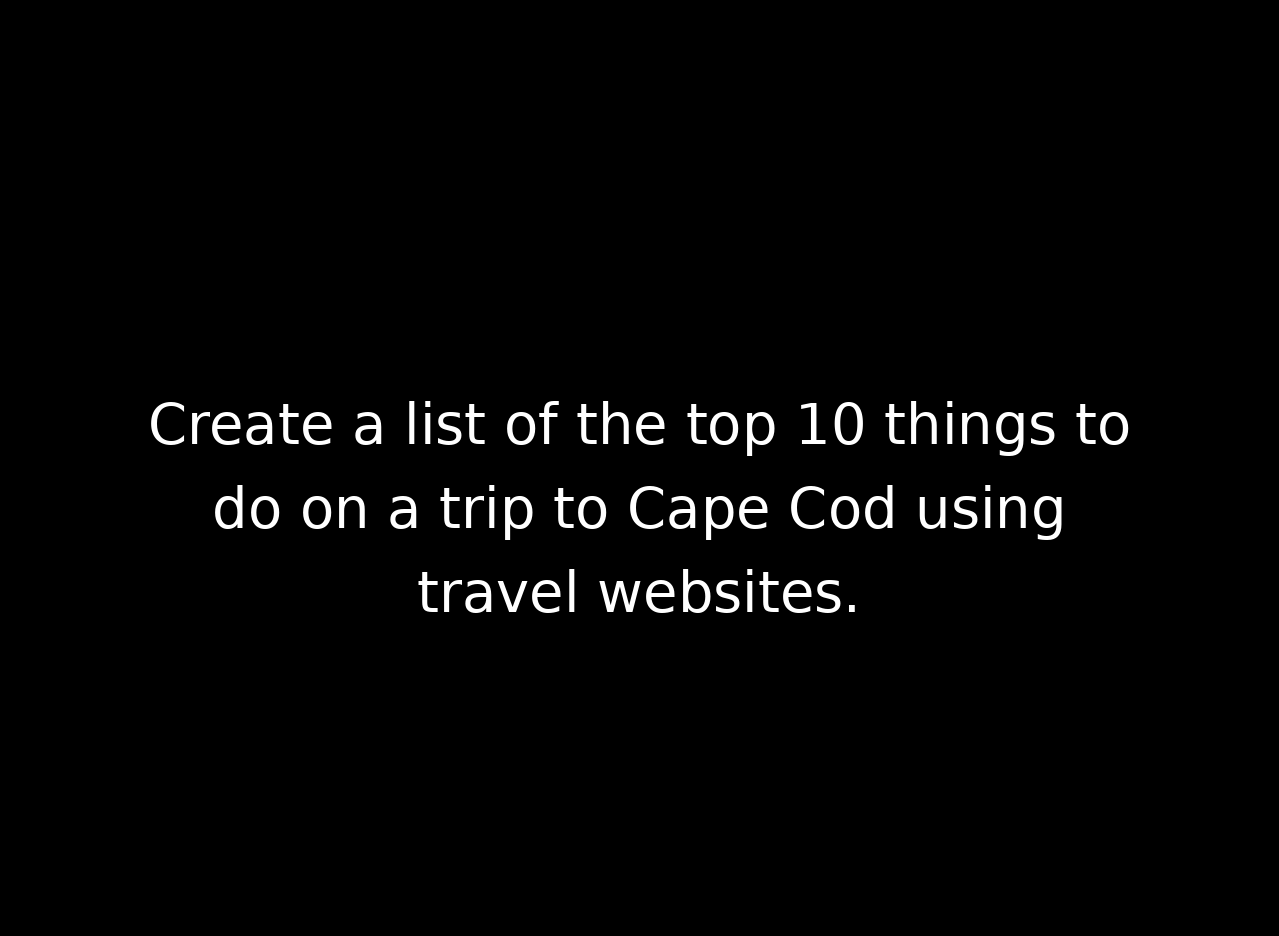 Create a list of the top 10 things to
do on a trip to Cape Cod using
travel websites.